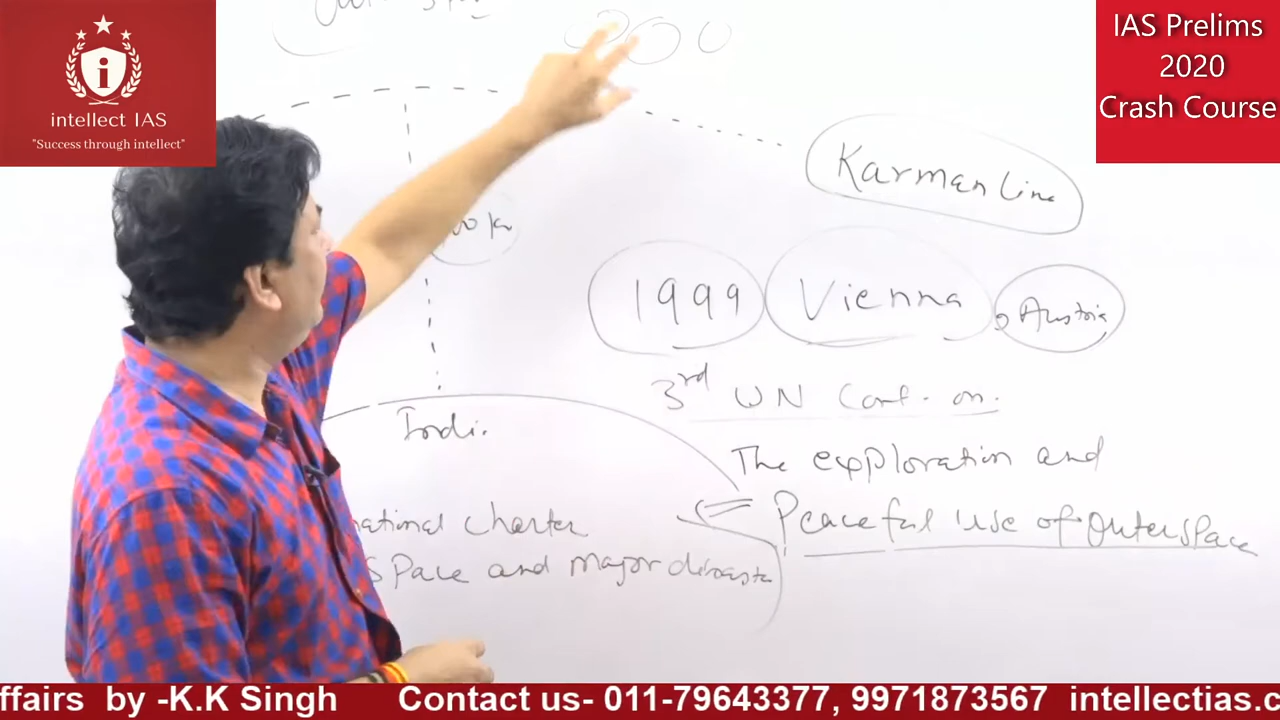 intellect IAS
"Success through intellect"
IAS Prelims
2020
Crash Course
Karman Line
1999 Vienna, Austria
3rd UN Conf. on.
Indi.
The exploration and
Peaceful Use of Outerspace
national Charter
Space and major disaste
ffairs by -K.K Singh Contact us- 011-79643377, 9971873567 intellectias.c